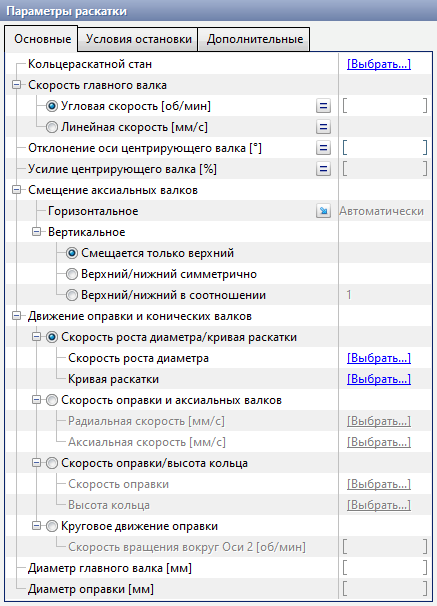 Параметры раскатки
Основные Условия остановки Дополнительные
Кольцераскатной стан [Выбрать...]
Скорость главного валка
Угловая скорость [об/мин] = [ ]
Линейная скорость [мм/с] =
Отклонение оси центрирующего валка [°] = [ ]
Усилие центрирующего валка [%] = [ ]
Смещение аксиальных валков
Горизонтальное Автоматически
Вертикальное
Смещается только верхний
Верхний/нижний симметрично
Верхний/нижний в соотношении 1
Движение оправки и конических валков
Скорость роста диаметра/кривая раскатки
Скорость роста диаметра [Выбрать...]
Кривая раскатки [Выбрать...]
Скорость оправки и аксиальных валков
Радиальная скорость [мм/с] [Выбрать...]
Аксиальная скорость [мм/с] [Выбрать...]
Скорость оправки/высота кольца
Скорость оправки [Выбрать...]
Высота кольца [Выбрать...]
Круговое движение оправки
Скорость вращения вокруг Оси 2 [об/мин] [ ]
Диаметр главного валка [мм] [ ]
Диаметр оправки [мм] [ ]